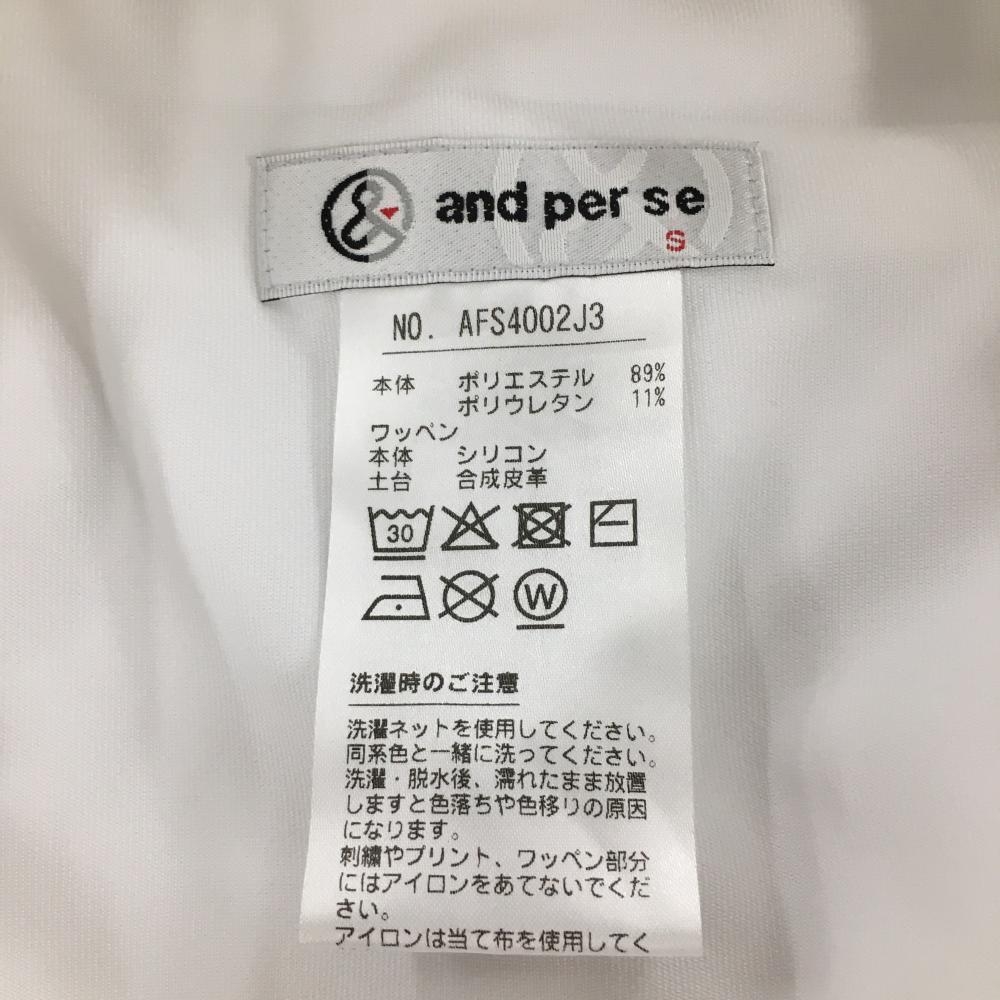 and per se
S
NO. AFS4002J3
本体 ポリエステル 89%
ポリウレタン 11%
ワッペン
本体 シリコン
土台 合成皮革
30
W
洗濯時のご注意
洗濯ネットを使用してください。
同系色と一緒に洗ってください。
洗濯・脱水後、濡れたまま放置
しますと色落ちや色移りの原因
になります。
刺繍やプリント、ワッペン部分
にはアイロンをあてないでくだ
さい。
アイロンは当て布を使用してく